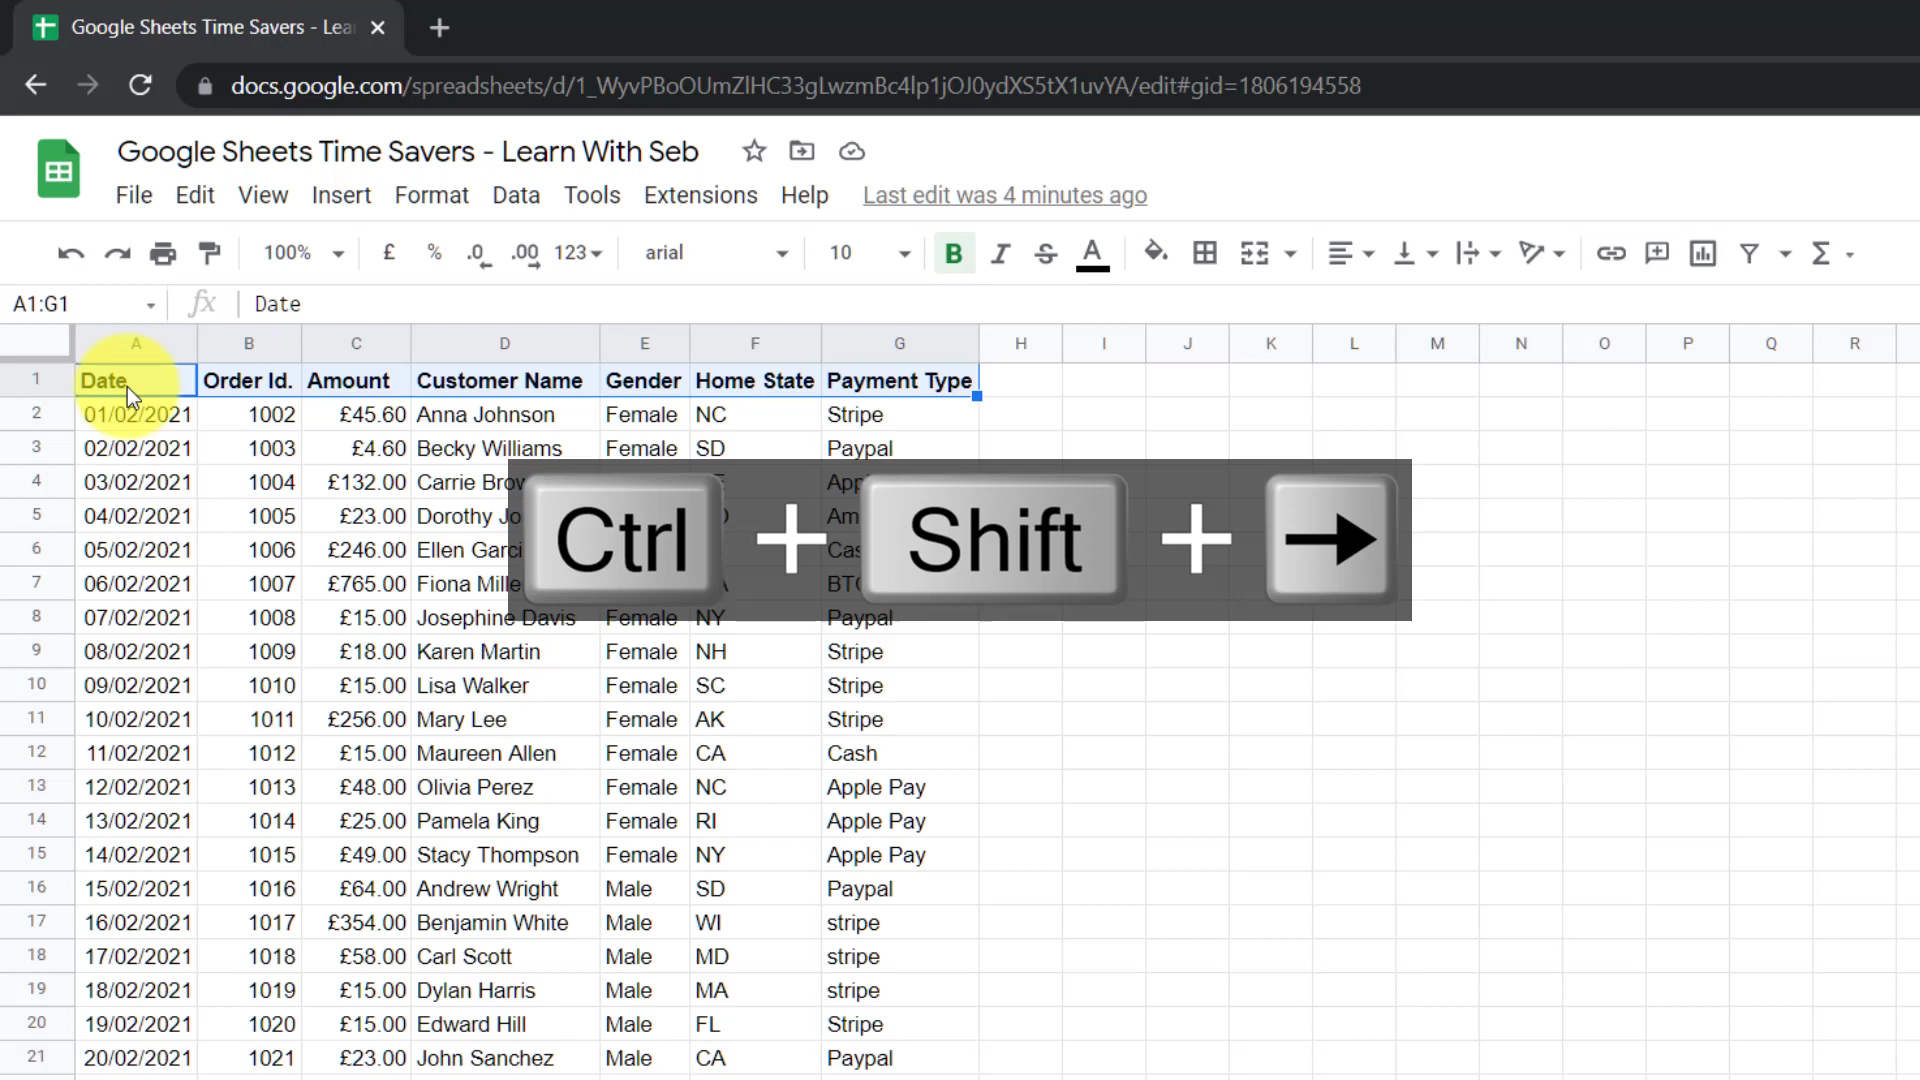 Google Sheets Time Savers - Lea
docs.google.com/spreadsheets/d/1_WyvPBoOUmZlHC33gLwzmBc4lp1jOJ0ydXS5tX1uvYA/edit#gid=1806194558
Google Sheets Time Savers - Learn With Seb
File Edit View Insert Format Data Tools Extensions Help Last edit was 4 minutes ago
100% £ % .0 .00 123 arial 10 B I S A Σ
A1:G1 fx Date
A B C D E F G H I J K L M N O P Q R
1 Date Order Id. Amount Customer Name Gender Home State Payment Type
2 01/02/2021 1002 £45.60 Anna Johnson Female NC Stripe
3 02/02/2021 1003 £4.60 Becky Williams Female SD Paypal
4 03/02/2021 1004 £132.00 Carrie Brow App
5 04/02/2021 1005 £23.00 Dorothy Jo Am
6 05/02/2021 1006 £246.00 Ellen Garci Cas
7 06/02/2021 1007 £765.00 Fiona Mille BTC
Ctrl + Shift + →
8 07/02/2021 1008 £15.00 Josephine Davis Female NY Paypal
9 08/02/2021 1009 £18.00 Karen Martin Female NH Stripe
10 09/02/2021 1010 £15.00 Lisa Walker Female SC Stripe
11 10/02/2021 1011 £256.00 Mary Lee Female AK Stripe
12 11/02/2021 1012 £15.00 Maureen Allen Female CA Cash
13 12/02/2021 1013 £48.00 Olivia Perez Female NC Apple Pay
14 13/02/2021 1014 £25.00 Pamela King Female RI Apple Pay
15 14/02/2021 1015 £49.00 Stacy Thompson Female NY Apple Pay
16 15/02/2021 1016 £64.00 Andrew Wright Male SD Paypal
17 16/02/2021 1017 £354.00 Benjamin White Male WI stripe
18 17/02/2021 1018 £58.00 Carl Scott Male MD stripe
19 18/02/2021 1019 £15.00 Dylan Harris Male MA stripe
20 19/02/2021 1020 £15.00 Edward Hill Male FL Stripe
21 20/02/2021 1021 £23.00 John Sanchez Male CA Paypal